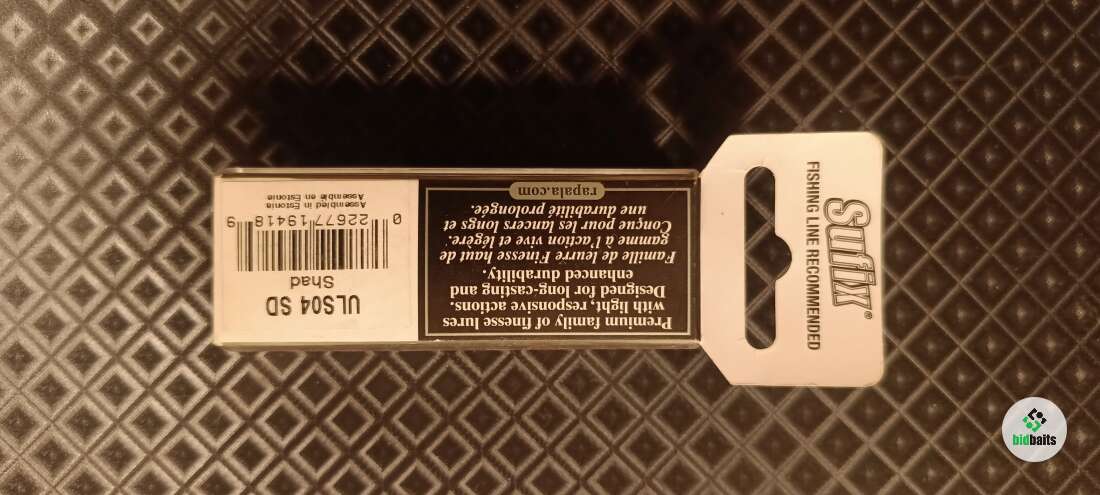 Sufix®
FISHING LINE RECOMMENDED
Premium family of finesse lures
with light, responsive actions.
Designed for long-casting and
enhanced durability.
Famille de leurre Finesse haut de
gamme à l'action vive et légère.
Conçue pour les lancers longs et
une durabilité prolongée.
rapala.com
ULS04 SD
Shad
0 22677 19418 9
Assembled in Estonia
Assemblé en Estonie
bidbaits